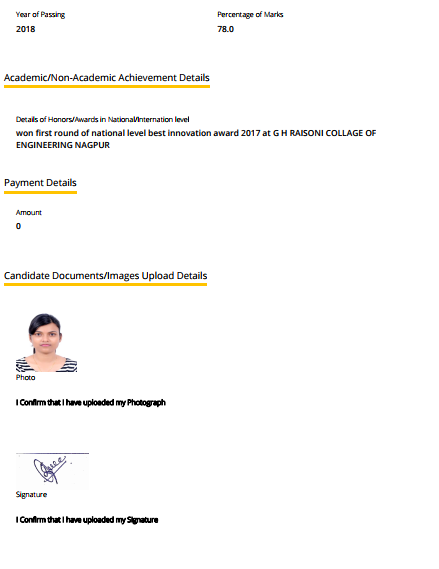 Year of Passing Percentage of Marks
2018 78.0
Academic/Non-Academic Achievement Details
Details of Honors/Awards in National/Internation level
won first round of national level best innovation award 2017 at G H RAISONI COLLAGE OF
ENGINEERING NAGPUR
Payment Details
Amount
0
Candidate Documents/Images Upload Details
Photo
I Confirm that I have uploaded my Photograph
Signature
I Confirm that I have uploaded my Signature